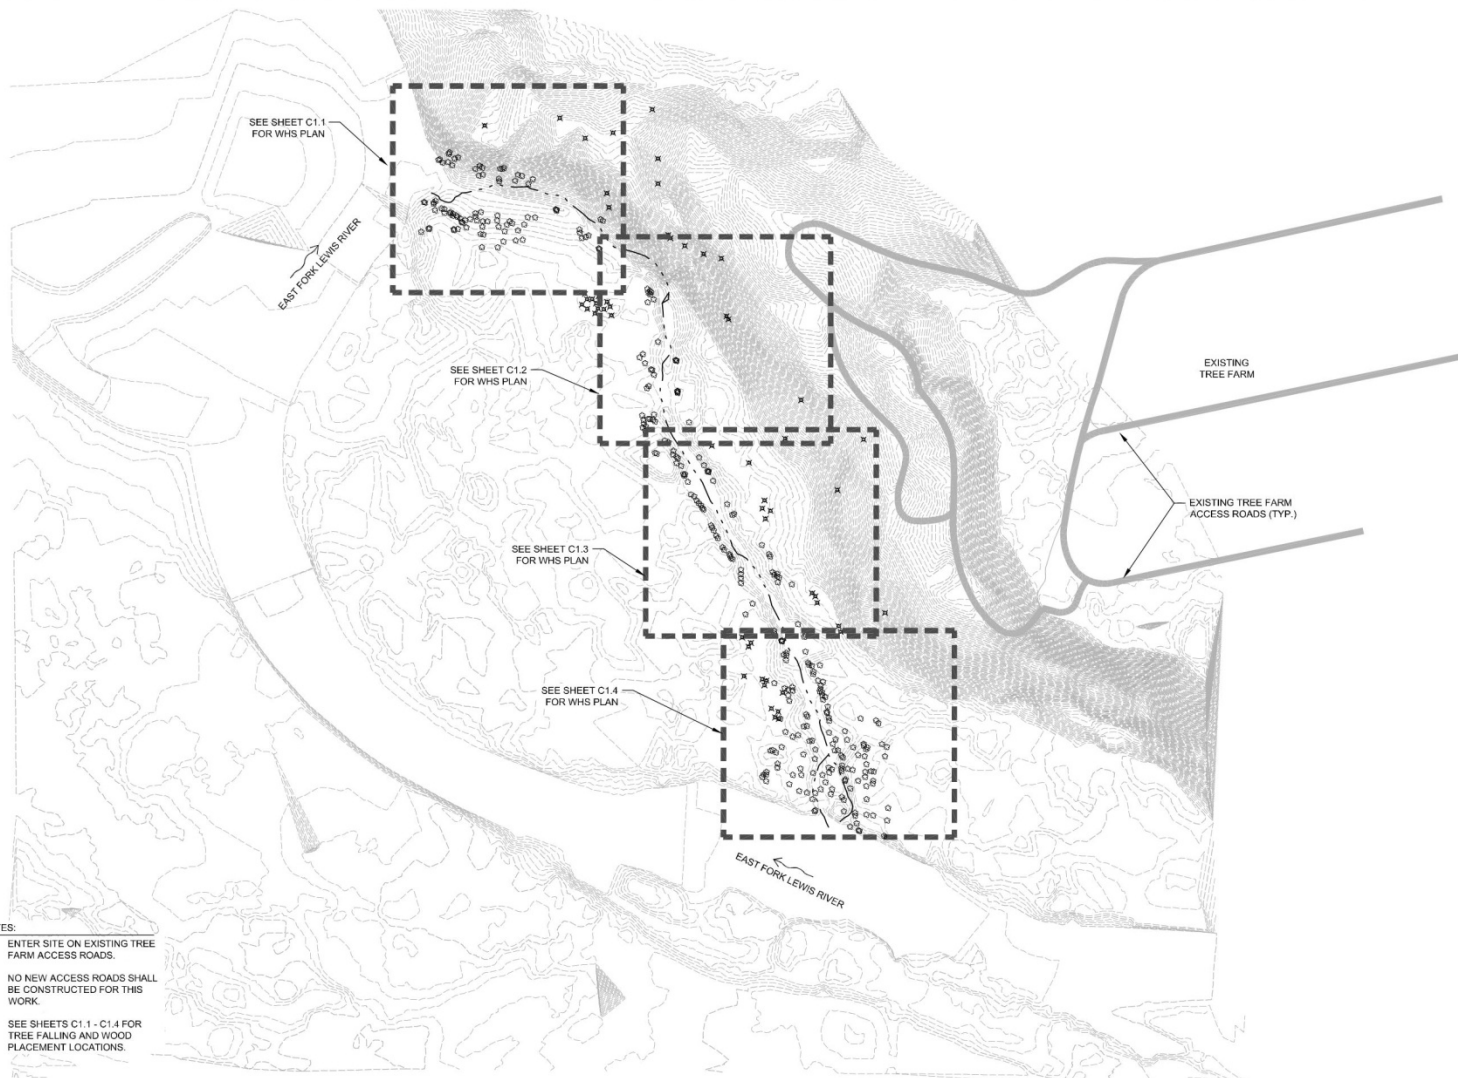 SEE SHEET C1.1
FOR WHS PLAN
EAST FORK LEWIS RIVER
SEE SHEET C1.2
FOR WHS PLAN
EXISTING
TREE FARM
EXISTING TREE FARM
ACCESS ROADS (TYP.)
SEE SHEET C1.3
FOR WHS PLAN
SEE SHEET C1.4
FOR WHS PLAN
EAST FORK LEWIS RIVER
TES:
ENTER SITE ON EXISTING TREE
FARM ACCESS ROADS.
NO NEW ACCESS ROADS SHALL
BE CONSTRUCTED FOR THIS
WORK.
SEE SHEETS C1.1 - C1.4 FOR
TREE FALLING AND WOOD
PLACEMENT LOCATIONS.